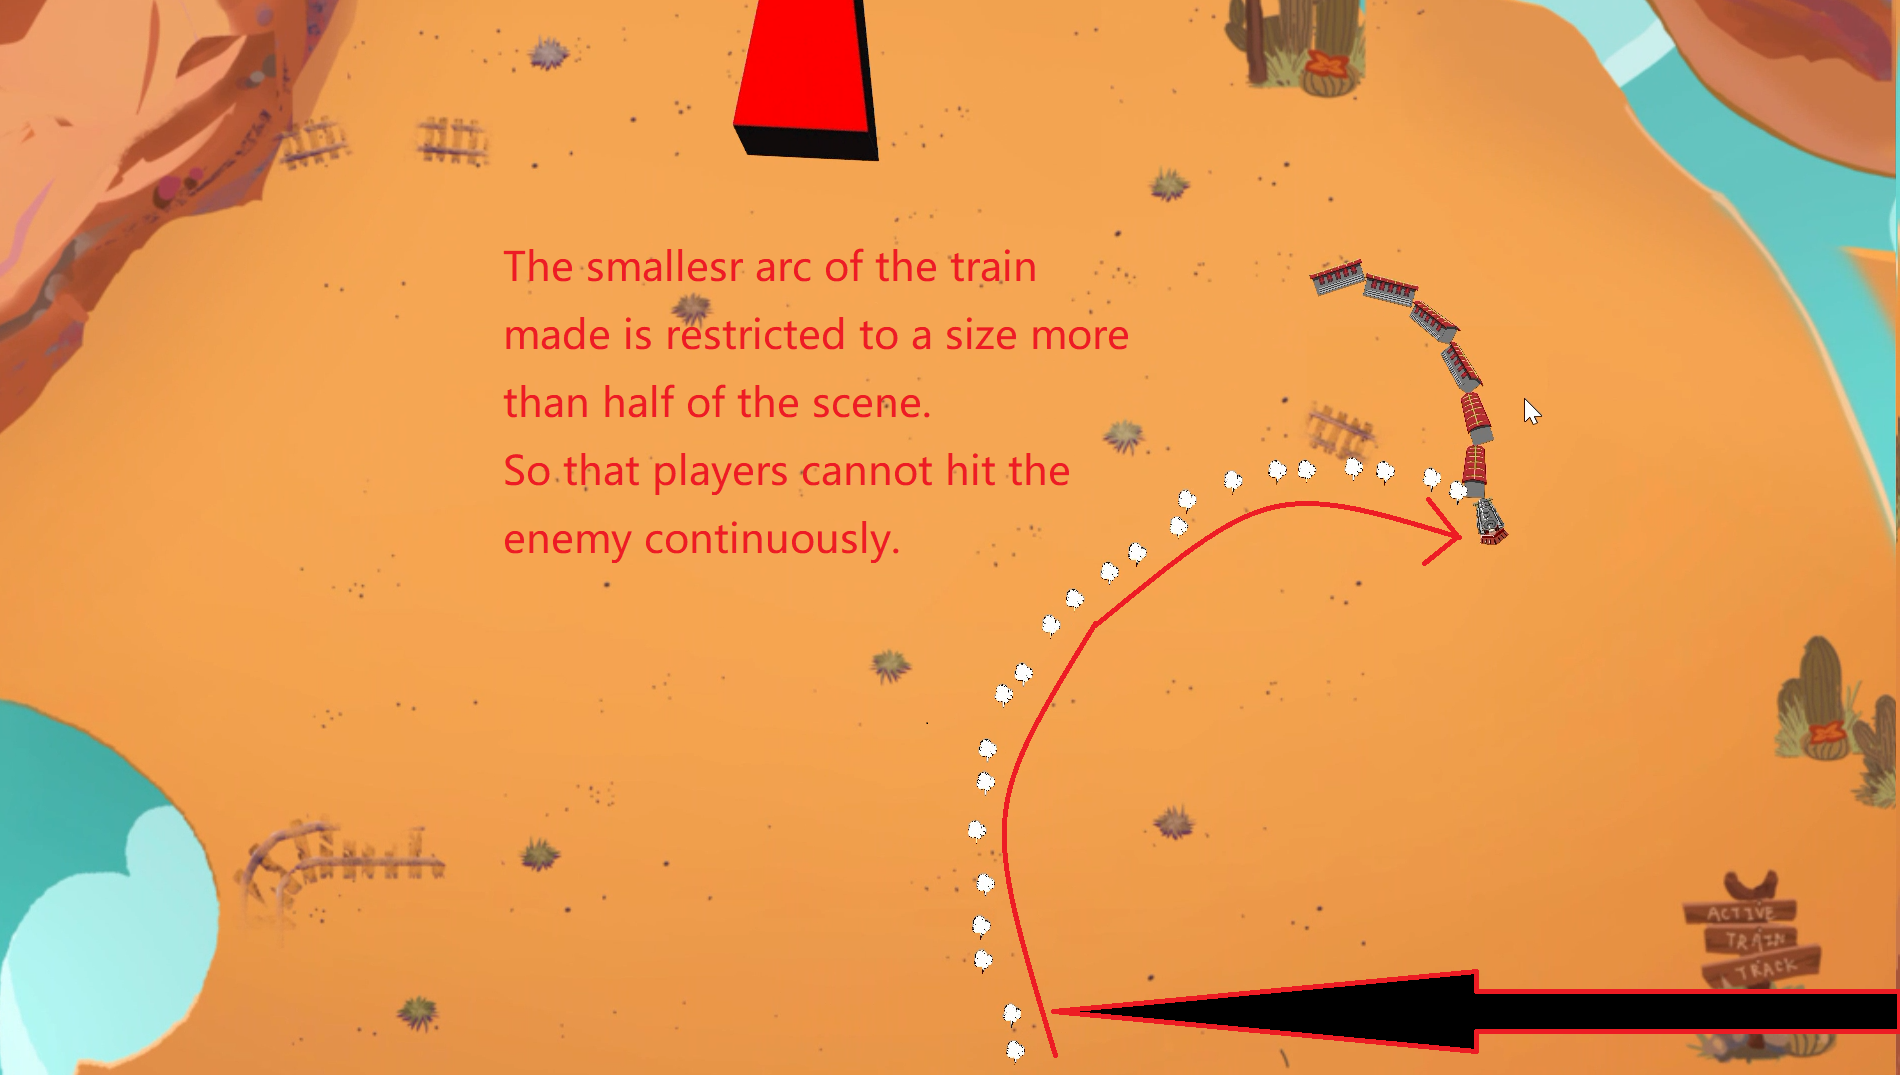 The smallesr arc of the train
made is restricted to a size more
than half of the scene.
So that players cannot hit the
enemy continuously.
ACTIVE
TRAIN
TRACK